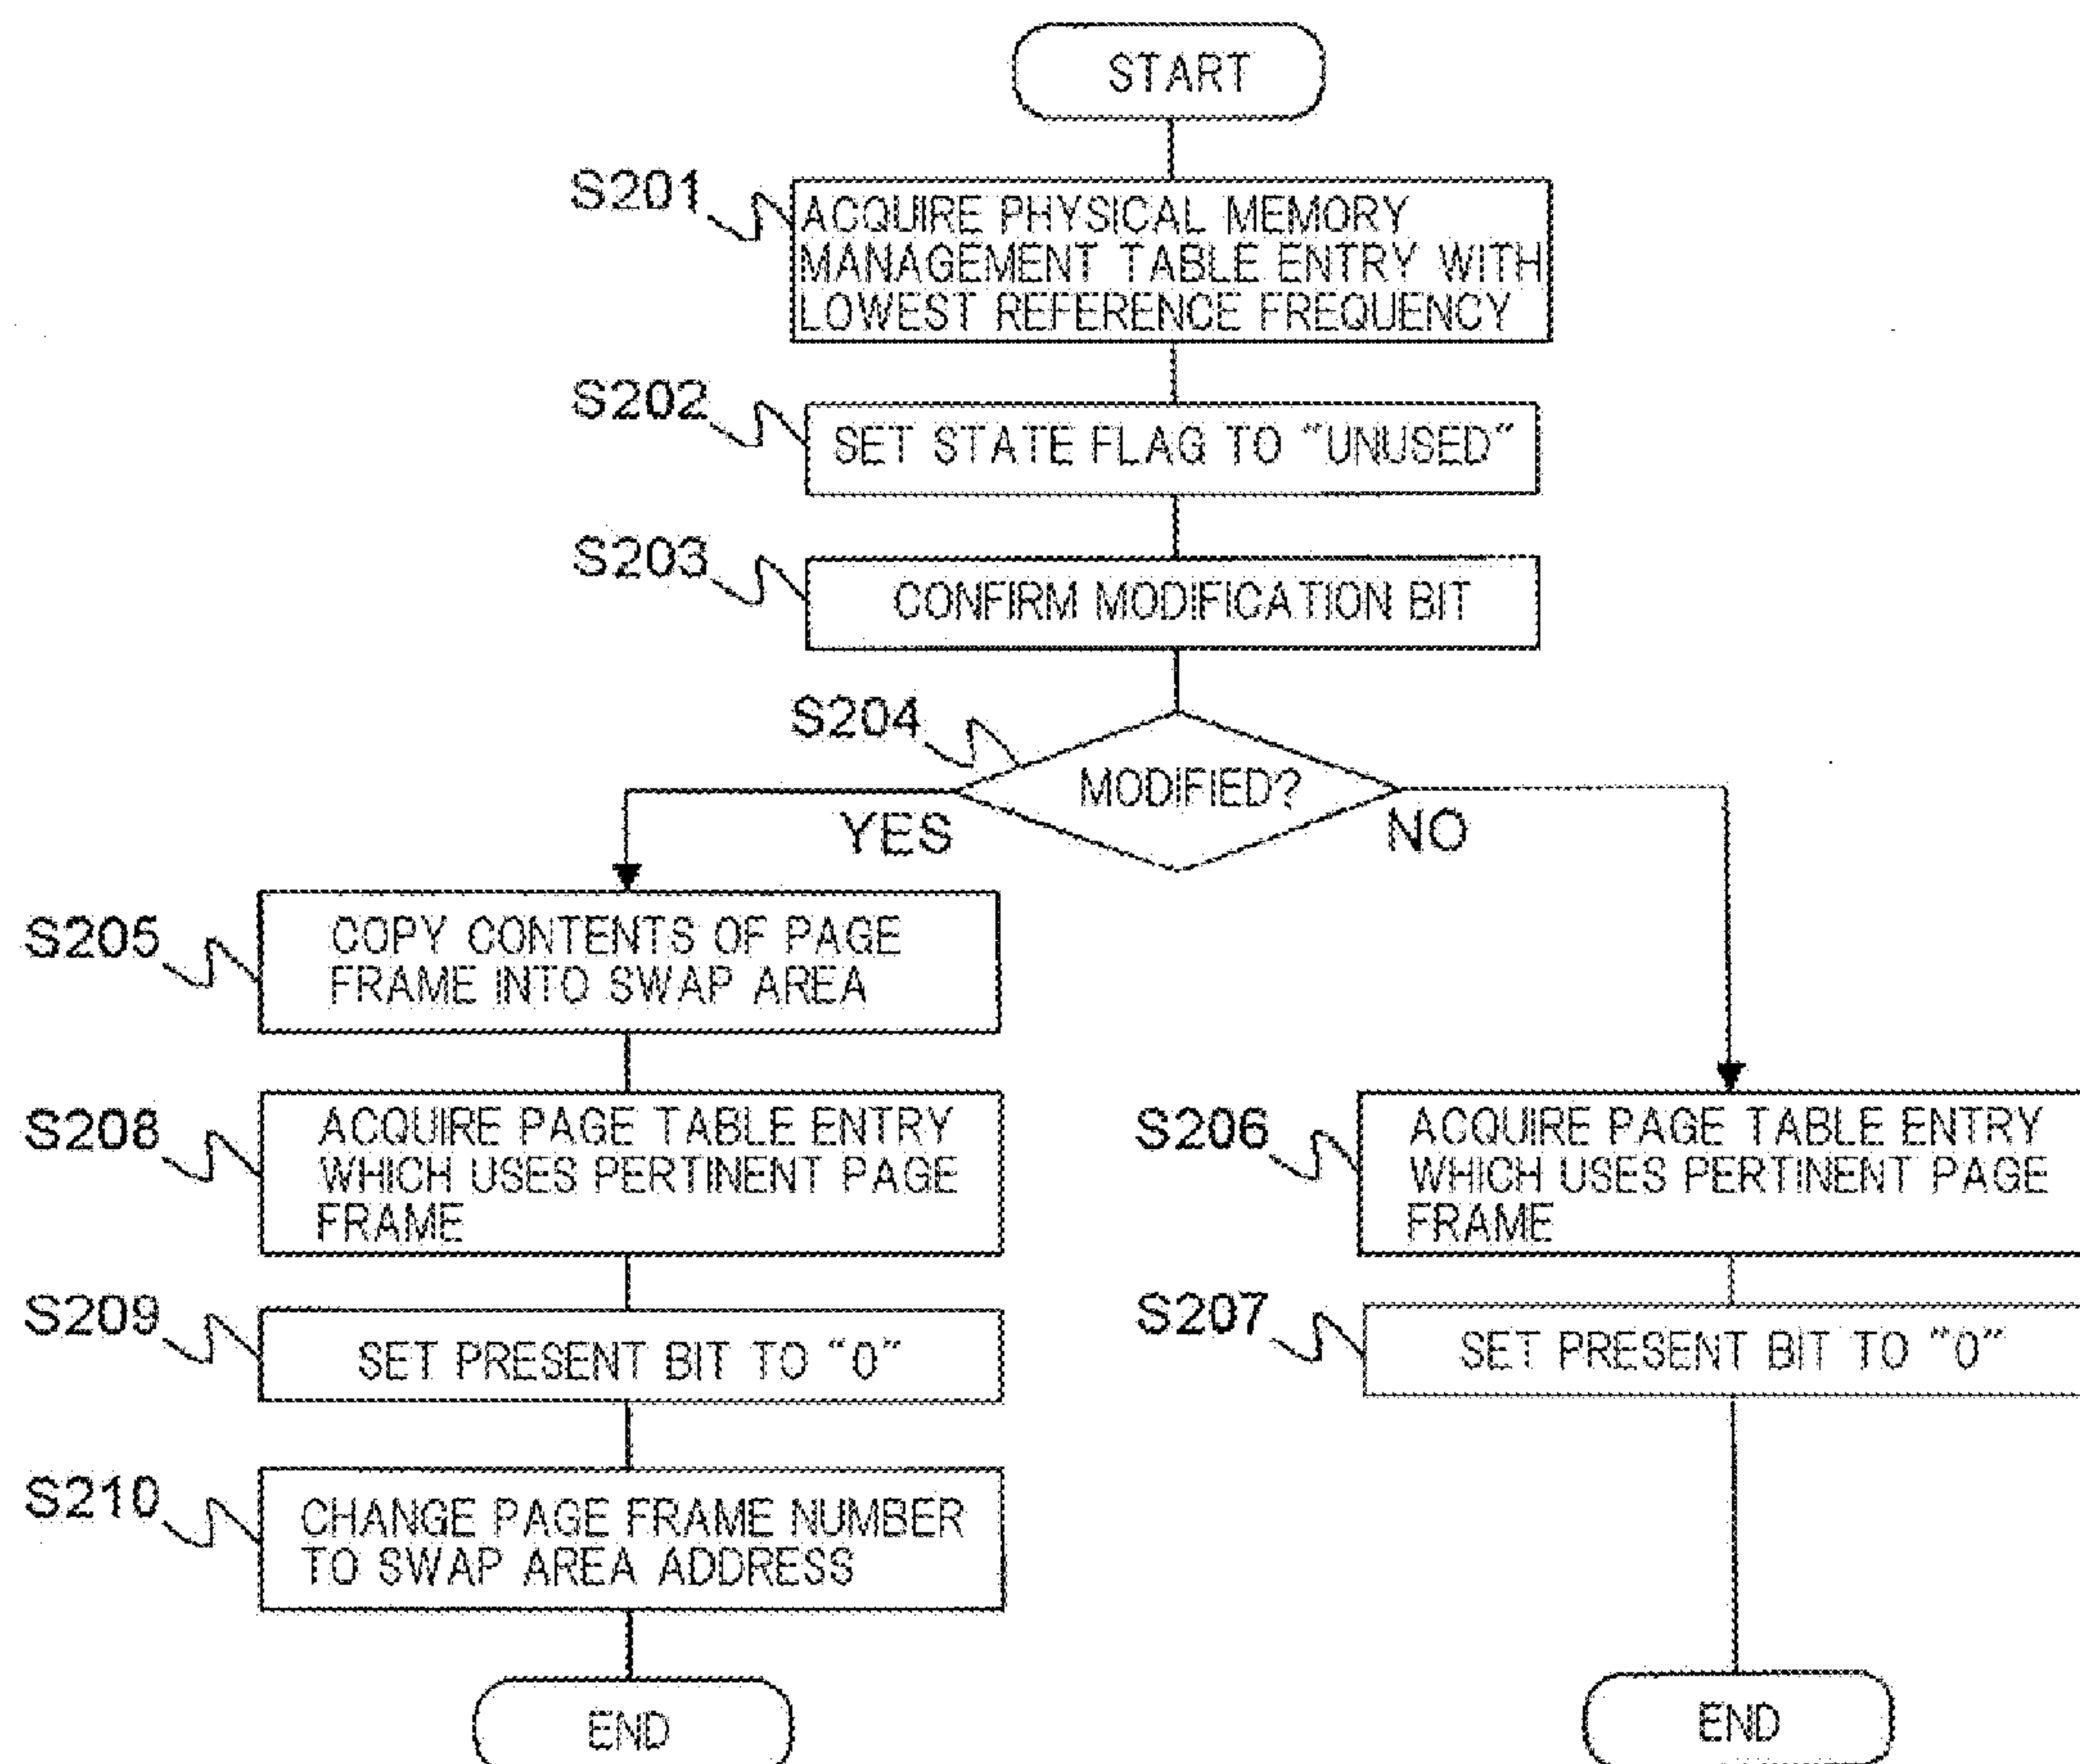 START
S201
ACQUIRE PHYSICAL MEMORY
MANAGEMENT TABLE ENTRY WITH
LOWEST REFERENCE FREQUENCY
S202
SET STATE FLAG TO "UNUSED"
S203
CONFIRM MODIFICATION BIT
S204
MODIFIED?
YES
NO
S205
COPY CONTENTS OF PAGE
FRAME INTO SWAP AREA
S208
ACQUIRE PAGE TABLE ENTRY
WHICH USES PERTINENT PAGE
FRAME
S206
ACQUIRE PAGE TABLE ENTRY
WHICH USES PERTINENT PAGE
FRAME
S209
SET PRESENT BIT TO "0"
S207
SET PRESENT BIT TO "0"
S210
CHANGE PAGE FRAME NUMBER
TO SWAP AREA ADDRESS
END
END